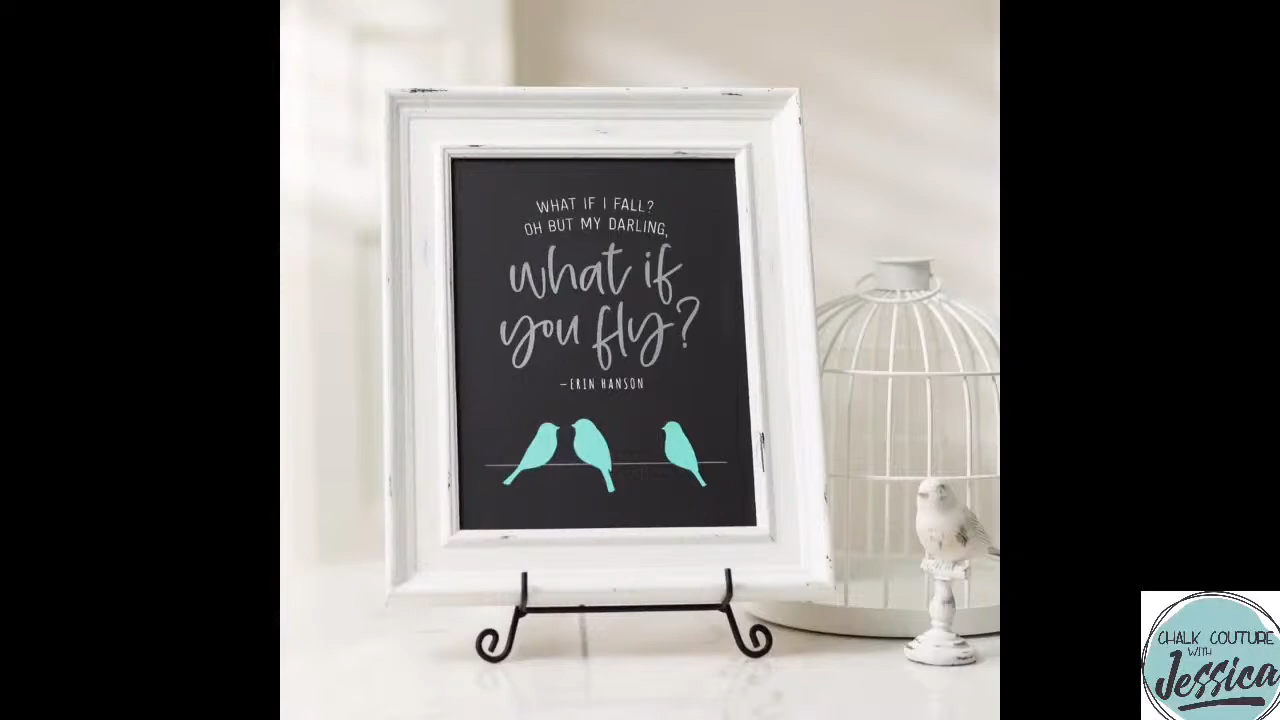 WHAT IF I FALL?
OH BUT MY DARLING,
what if
you fly?
–ERIN HANSON
CHALK COUTURE
WITH
Jessica